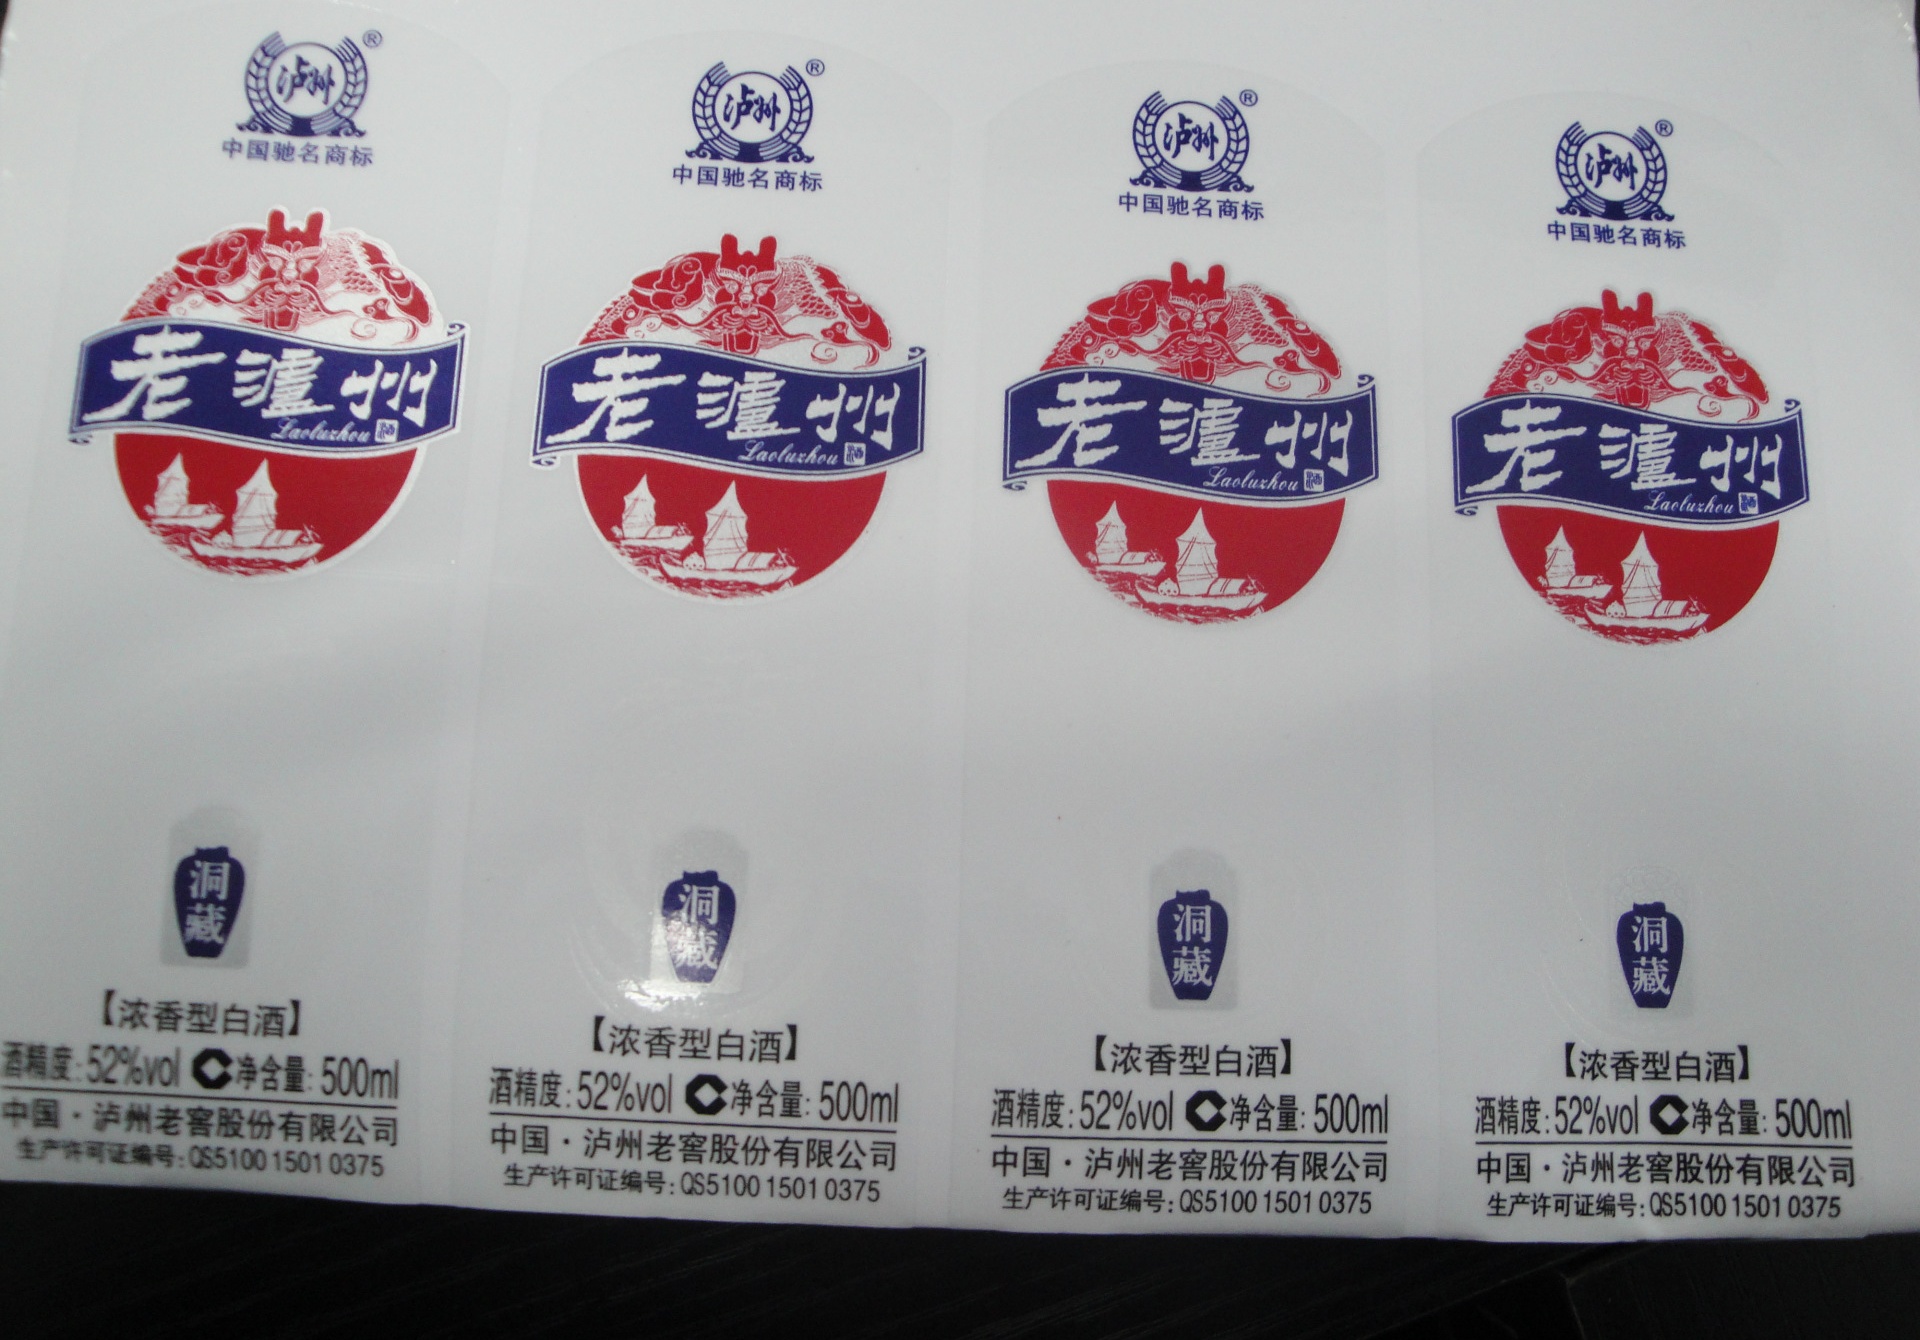 泸州®
中国驰名商标
老瀘州
Laoluzhou 酒
洞藏
【浓香型白酒】
酒精度:52%vol 净含量:500ml
中国·泸州老窖股份有限公司
生产许可证编号:QS5100 1501 0375
泸州®
中国驰名商标
老瀘州
Laoluzhou 酒
洞藏
【浓香型白酒】
酒精度:52%vol 净含量:500ml
中国·泸州老窖股份有限公司
生产许可证编号:QS5100 1501 0375
泸州®
中国驰名商标
老瀘州
Laoluzhou 酒
洞藏
【浓香型白酒】
酒精度:52%vol 净含量:500ml
中国·泸州老窖股份有限公司
生产许可证编号:QS5100 1501 0375
泸州®
中国驰名商标
老瀘州
Laoluzhou 酒
洞藏
【浓香型白酒】
酒精度:52%vol 净含量:500ml
中国·泸州老窖股份有限公司
生产许可证编号:QS5100 1501 0375